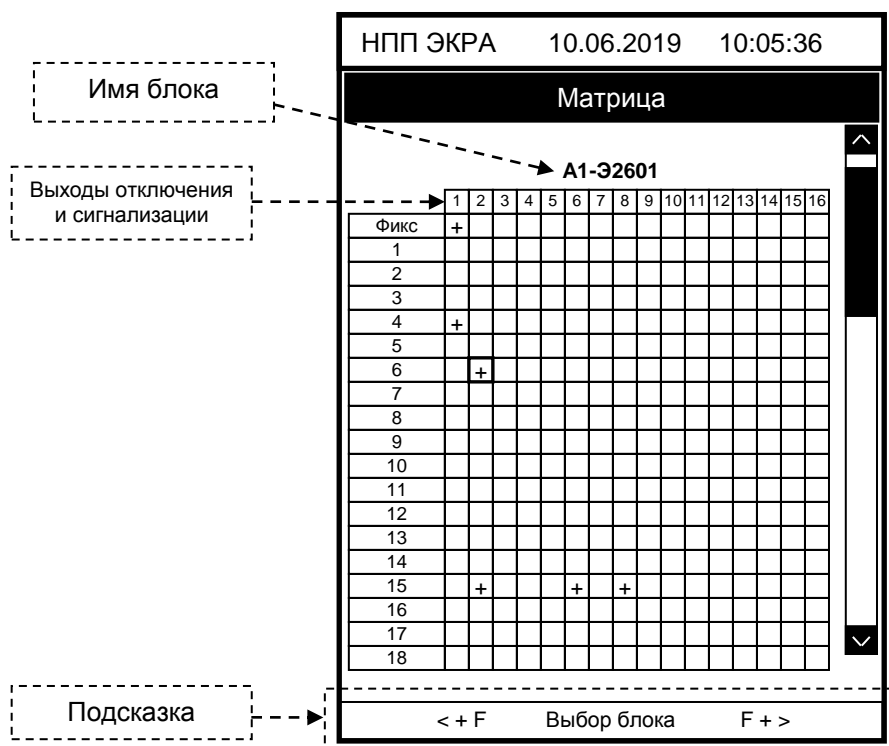 НПП ЭКРА 10.06.2019 10:05:36
Имя блока
Матрица
А1-Э2601
Выходы отключения
и сигнализации
1 2 3 4 5 6 7 8 9 10 11 12 13 14 15 16
Фикс +
1
2
3
4 +
5
6 +
7
8
9
10
11
12
13
14
15 + + +
16
17
18
Подсказка
< + F Выбор блока F + >